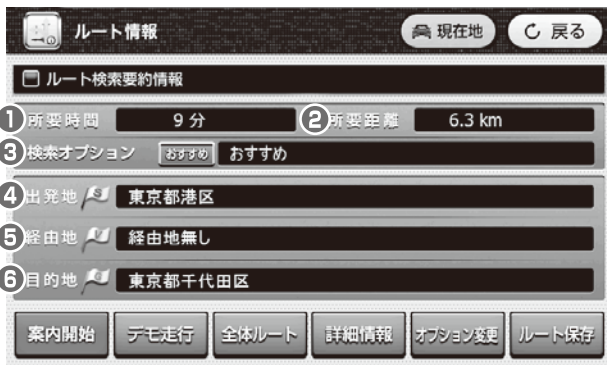 ルート情報 現在地 戻る
ルート検索要約情報
1 所要時間 9 分 2 所要距離 6.3 km
3 検索オプション おすすめ おすすめ
4 出発地 S 東京都港区
5 経由地 経由地無し
6 目的地 G 東京都千代田区
案内開始 デモ走行 全体ルート 詳細情報 オプション変更 ルート保存